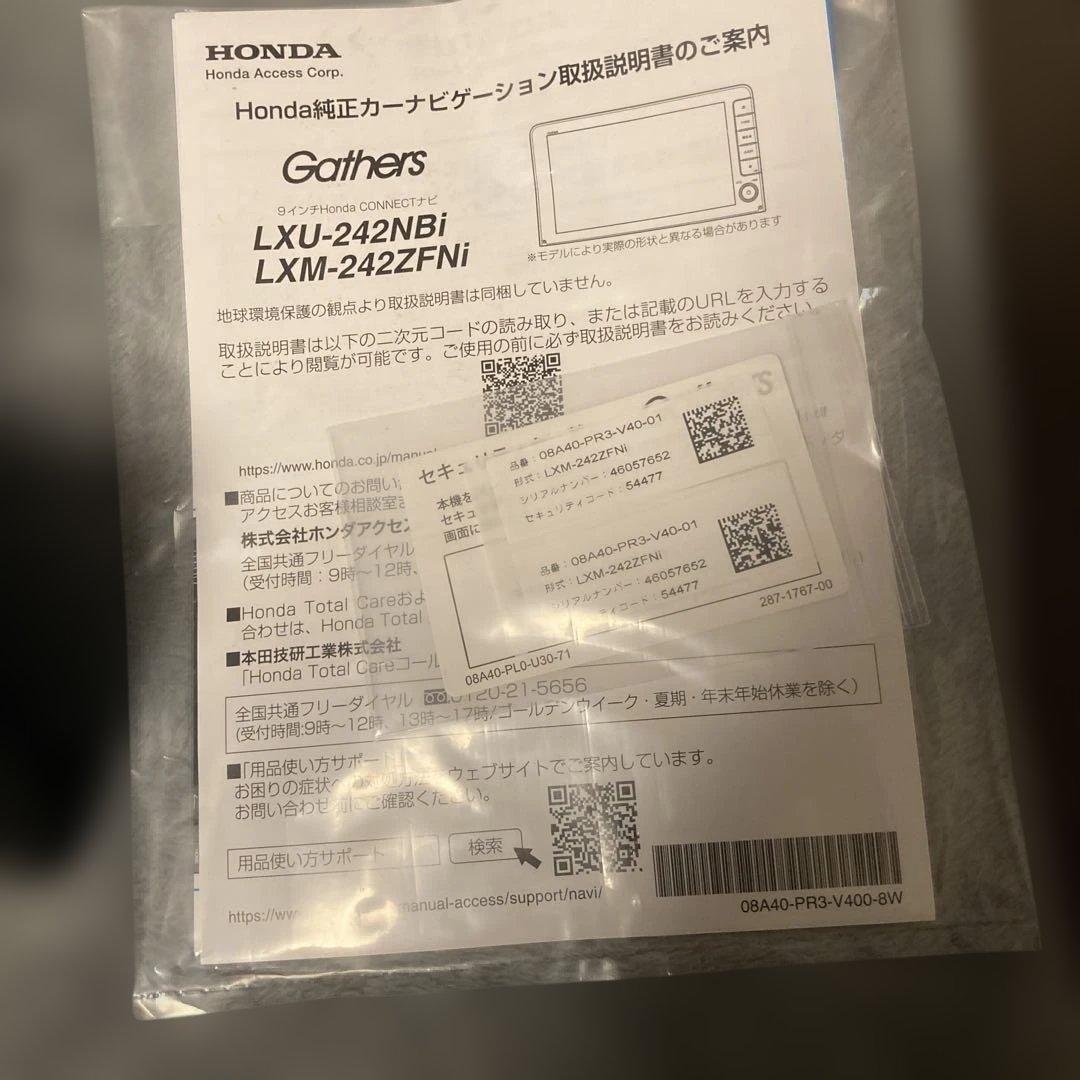 HONDA
Honda Access Corp.
Honda純正カーナビゲーション取扱説明書のご案内
Gathers
9インチHonda CONNECTナビ
LXU-242NBi
LXM-242ZFNi
※モデルにより実際の形状と異なる場合があります
地球環境保護の観点より取扱説明書は同梱していません。
取扱説明書は以下の二次元コードの読み取り、または記載のURLを入力する
ことにより閲覧が可能です。ご使用の前に必ず取扱説明書をお読みください。
https://www.honda.co.jp/manual
■商品についてのお問い
アクセスお客様相談室ま
株式会社ホンダアクセス
全国共通フリーダイヤル
(受付時間：9時〜12時、
■Honda Total Careおよ
合わせは、Honda Total
■本田技研工業株式会社
「Honda Total Careコール
セキュリ
本機を
セキュ
画面に
品番：08A40-PR3-V40-01
形式：LXM-242ZFNi
シリアルナンバー：46057652
セキュリティコード：54477
品番：08A40-PR3-V40-01
形式：LXM-242ZFNi
シリアルナンバー：46057652
ティコード：54477
287-1767-00
08A40-PL0-U30-71
全国共通フリーダイヤル 0120-21-5656
(受付時間:9時〜12時、13時〜17時/ゴールデンウイーク・夏期・年末年始休業を除く)
■「用品使い方サポート」
お困りの症状への対処方法をウェブサイトでご案内しています。
お問い合わせ前にご確認ください。
用品使い方サポート 検索
https://ww manual-access/support/navi/
08A40-PR3-V400-8W